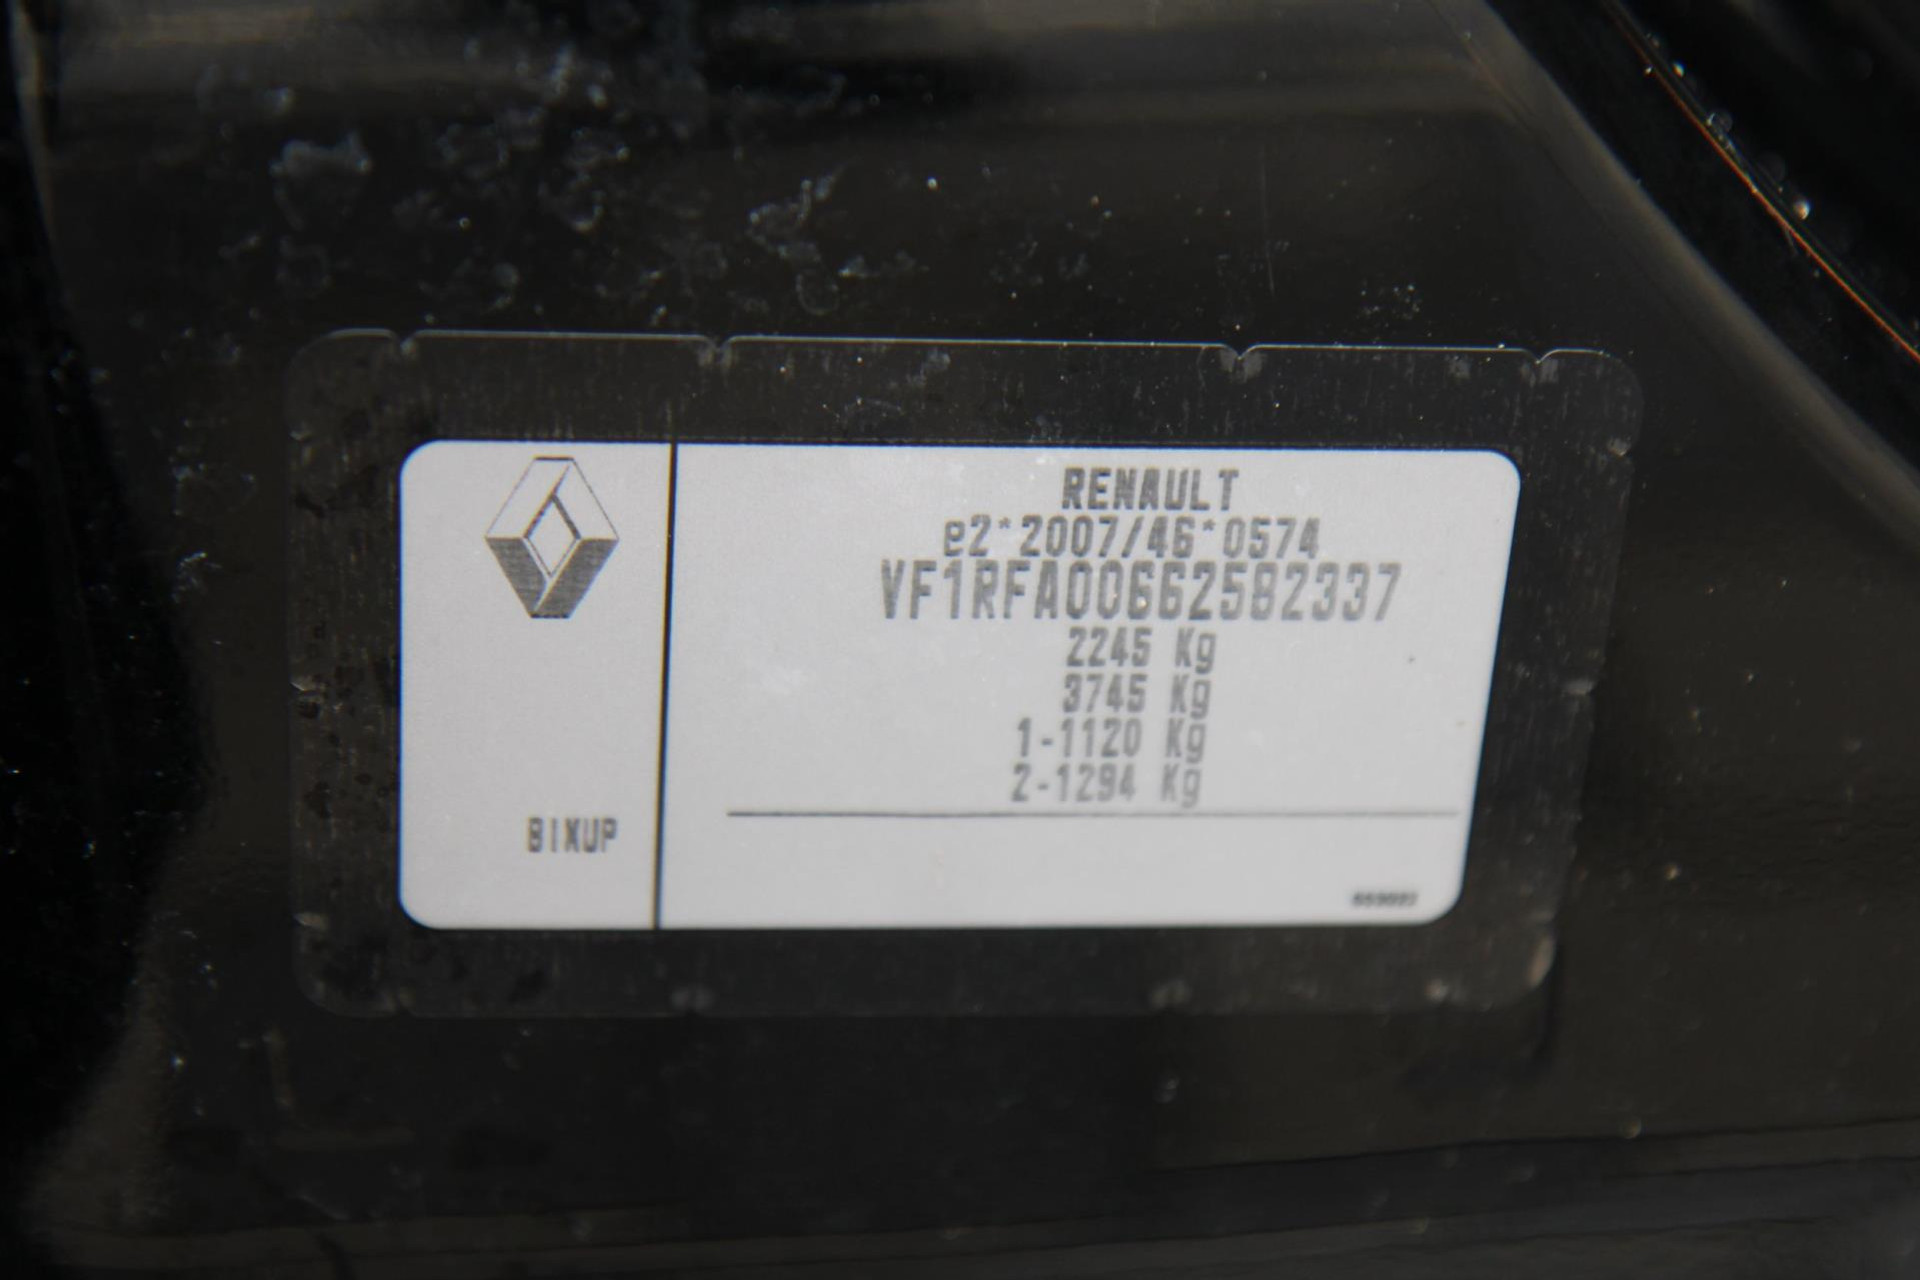 RENAULT
e2*2007/46*0574
VF1RFA00662582337
2245 Kg
3745 Kg
1-1120 Kg
2-1294 Kg
BIXUP